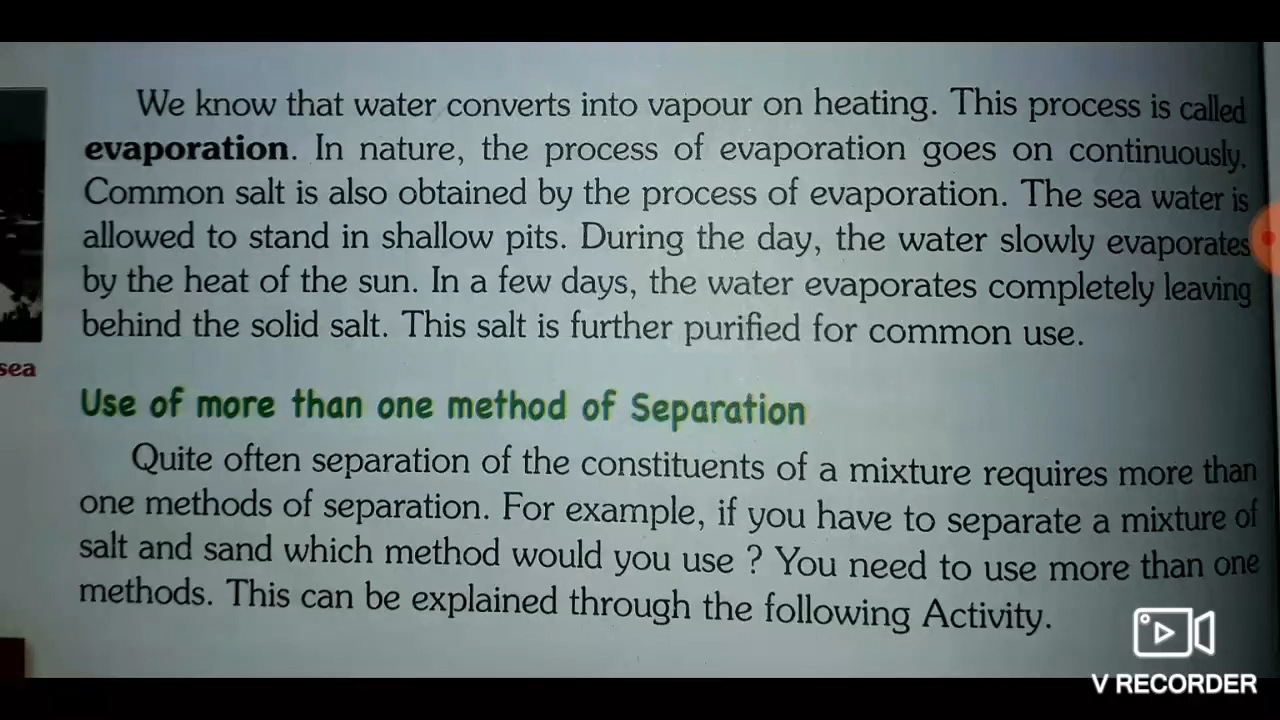 We know that water converts into vapour on heating. This process is called
evaporation. In nature, the process of evaporation goes on continuously.
Common salt is also obtained by the process of evaporation. The sea water is
allowed to stand in shallow pits. During the day, the water slowly evaporates
by the heat of the sun. In a few days, the water evaporates completely leaving
behind the solid salt. This salt is further purified for common use.
sea
Use of more than one method of Separation
Quite often separation of the constituents of a mixture requires more than
one methods of separation. For example, if you have to separate a mixture of
salt and sand which method would you use ? You need to use more than one
methods. This can be explained through the following Activity.
V RECORDER